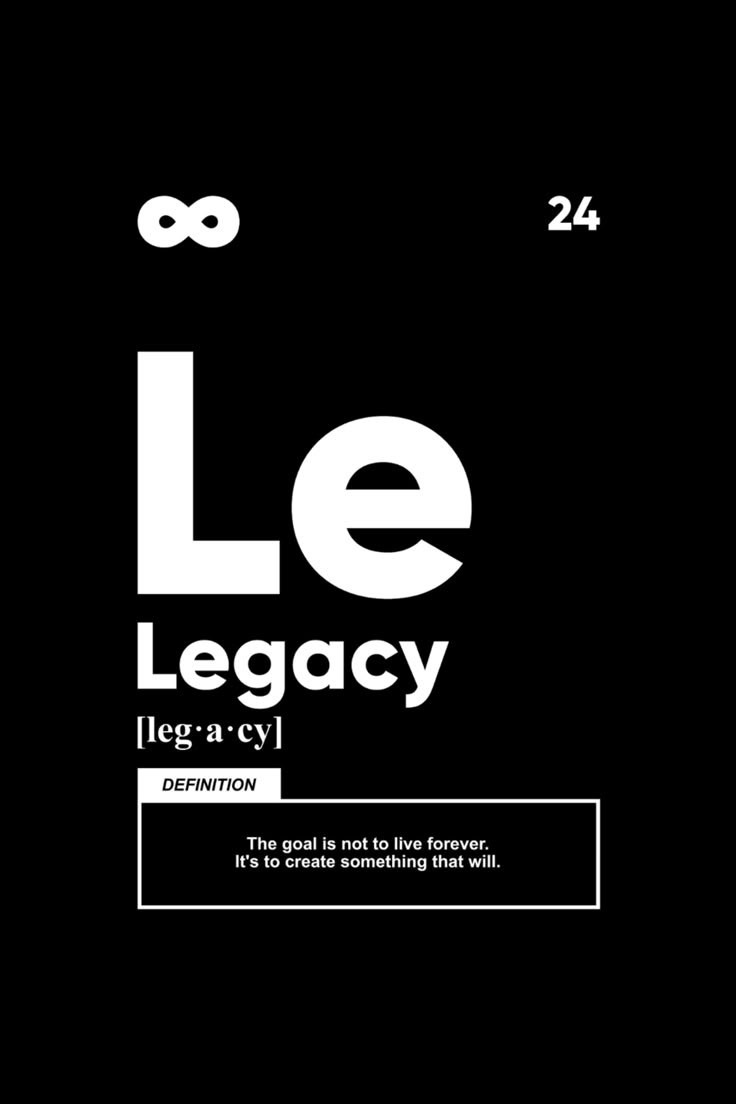 ∞ 24
Le
Legacy
[leg·a·cy]
DEFINITION
The goal is not to live forever.
It's to create something that will.